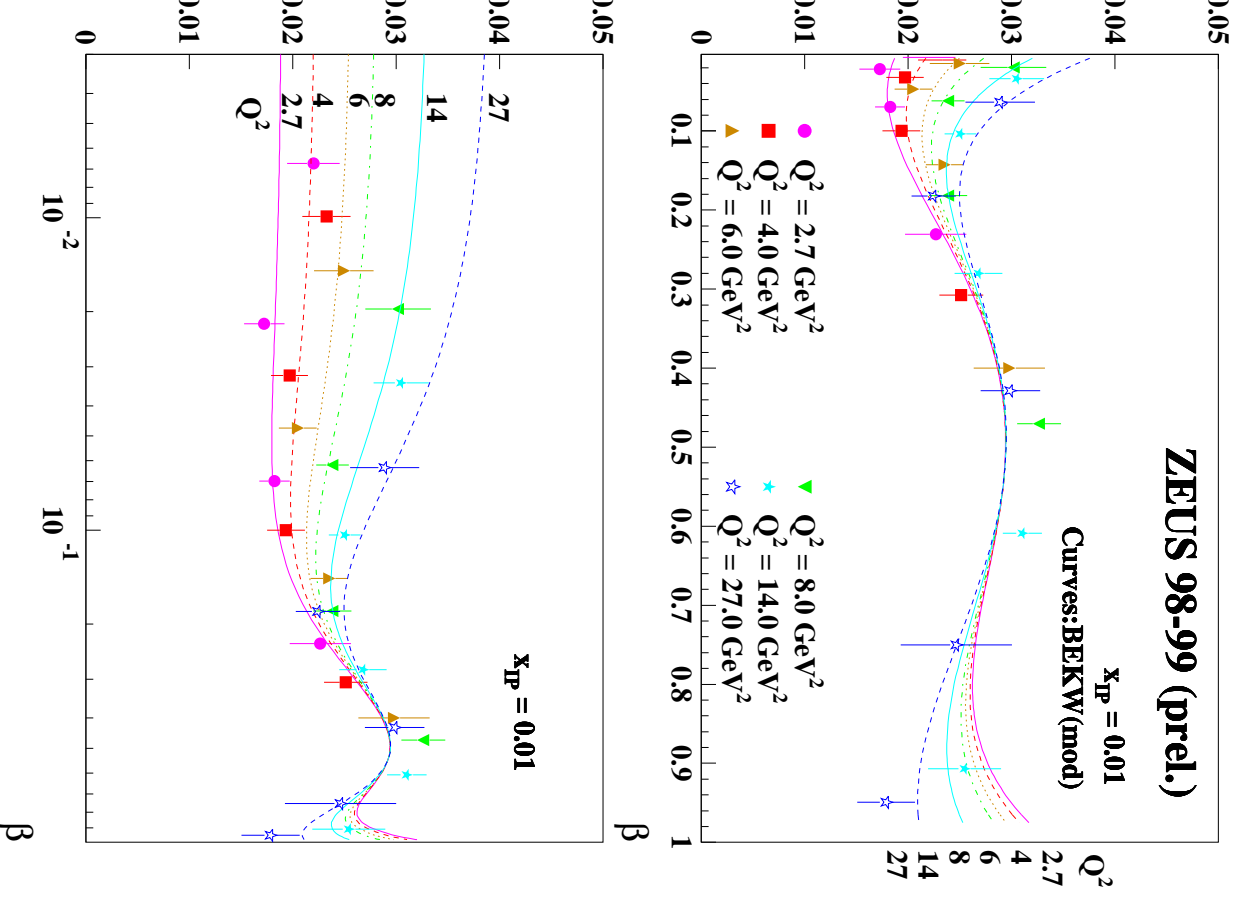 ZEUS 98-99 (prel.)
0.05
0.04
0.03
0.02
0.01
0
x_IP = 0.01
Curves:BEKW(mod)
Q²
2.7
4
6
8
14
27
Q² = 2.7 GeV²
Q² = 4.0 GeV²
Q² = 6.0 GeV²
Q² = 8.0 GeV²
Q² = 14.0 GeV²
Q² = 27.0 GeV²
0.1 0.2 0.3 0.4 0.5 0.6 0.7 0.8 0.9 1
β
0.05
0.04
0.03
0.02
0.01
0
27
14
8
6
4
2.7
Q²
x_IP = 0.01
10⁻² 10⁻¹
β